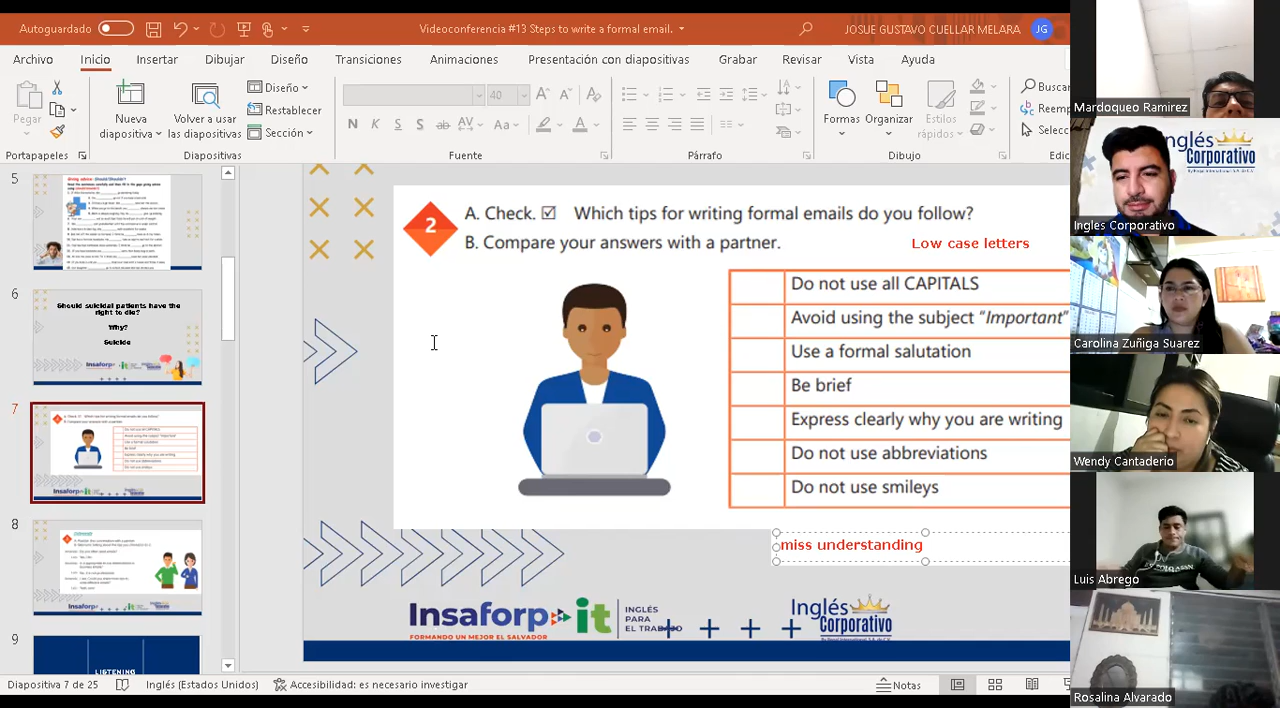 Autoguardado
Videoconferencia #13 Steps to write a formal email.
JOSUE GUSTAVO CUELLAR MELARA
JG
Archivo Inicio Insertar Dibujar Diseño Transiciones Animaciones Presentación con diapositivas Grabar Revisar Vista Ayuda
Pegar
Nueva diapositiva
Volver a usar las diapositivas
Diseño
Restablecer
Sección
40
N K S S ab AV Aa A
Formas
Organizar
Estilos rápidos
Buscar
Reemp
Selecc
Portapapeles
Diapositivas
Fuente
Párrafo
Dibujo
Edic
5
6
Should suicidal patients have the
right to die?
Why?
Suicide
7
8
9
LISTENING
2
A. Check. ☑ Which tips for writing formal emails do you follow?
B. Compare your answers with a partner.
Low case letters
Do not use all CAPITALS
Avoid using the subject “Important”
Use a formal salutation
Be brief
Express clearly why you are writing
Do not use abbreviations
Do not use smileys
miss understanding
Insaforp
FORMANDO UN MEJOR EL SALVADOR
it
INGLÉS
PARA
EL TRABAJO
Inglés
Corporativo
Diapositiva 7 de 25
Inglés (Estados Unidos)
Accesibilidad: es necesario investigar
Notas
Mardoqueo Ramirez
Inglés
Corporativo
Ingles Corporativo
Carolina Zuñiga Suarez
Wendy Cantaderio
Luis Abrego
Rosalina Alvarado